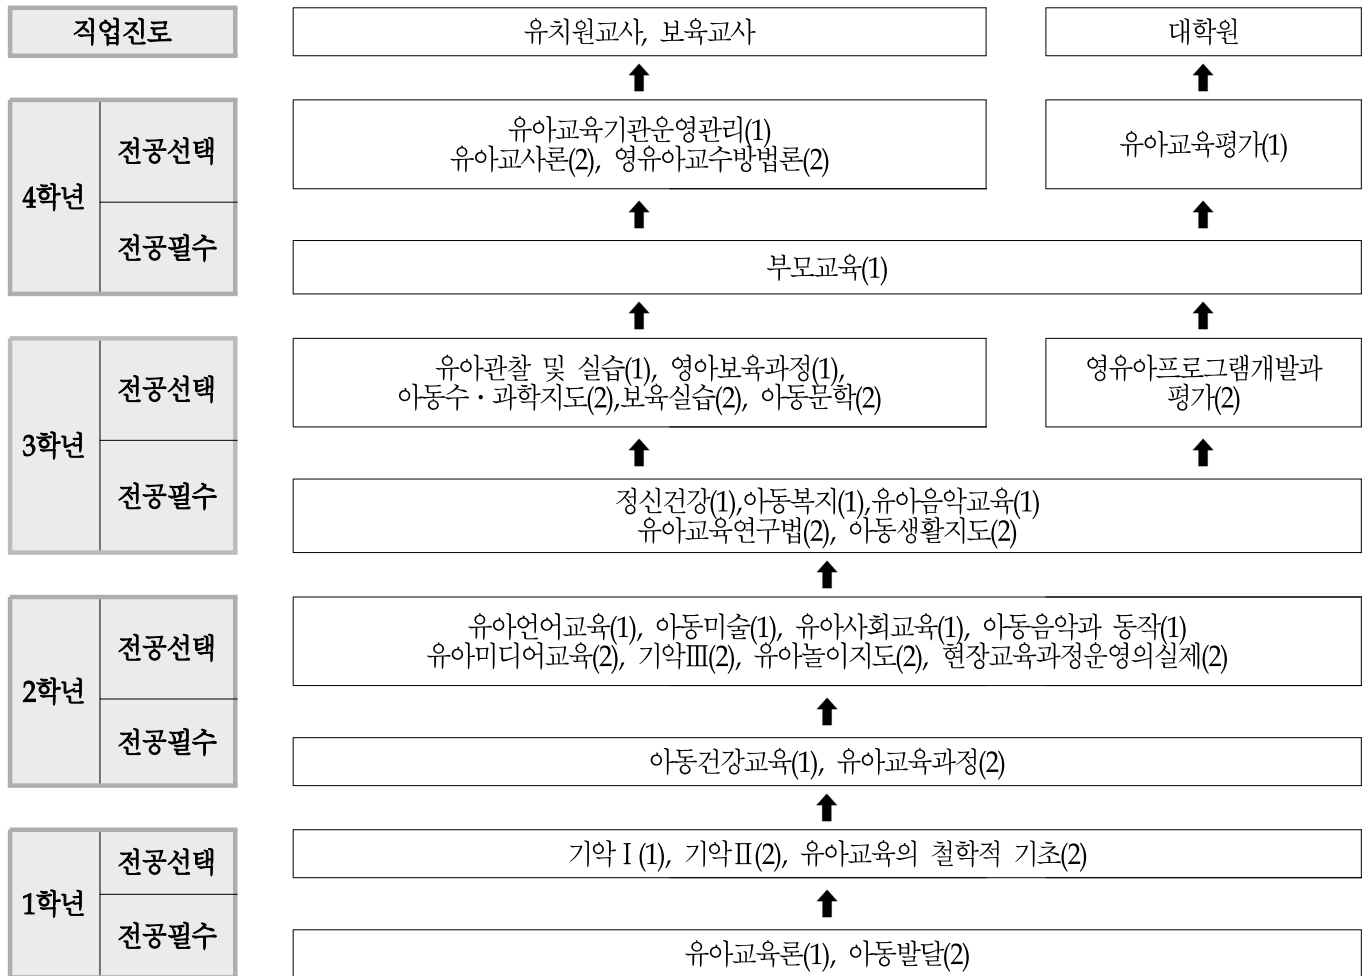 직업진로
유치원교사, 보육교사
대학원
4학년
전공선택
유아교육기관운영관리(1)
유아교사론(2), 영유아교수방법론(2)
유아교육평가(1)
전공필수
부모교육(1)
3학년
전공선택
유아관찰 및 실습(1), 영아보육과정(1),
아동수·과학지도(2),보육실습(2), 아동문학(2)
영유아프로그램개발과
평가(2)
전공필수
정신건강(1),아동복지(1),유아음악교육(1)
유아교육연구법(2), 아동생활지도(2)
2학년
전공선택
유아언어교육(1), 아동미술(1), 유아사회교육(1), 아동음악과 동작(1)
유아미디어교육(2), 기악Ⅲ(2), 유아놀이지도(2), 현장교육과정운영의실제(2)
전공필수
아동건강교육(1), 유아교육과정(2)
1학년
전공선택
기악Ⅰ(1), 기악Ⅱ(2), 유아교육의 철학적 기초(2)
전공필수
유아교육론(1), 아동발달(2)